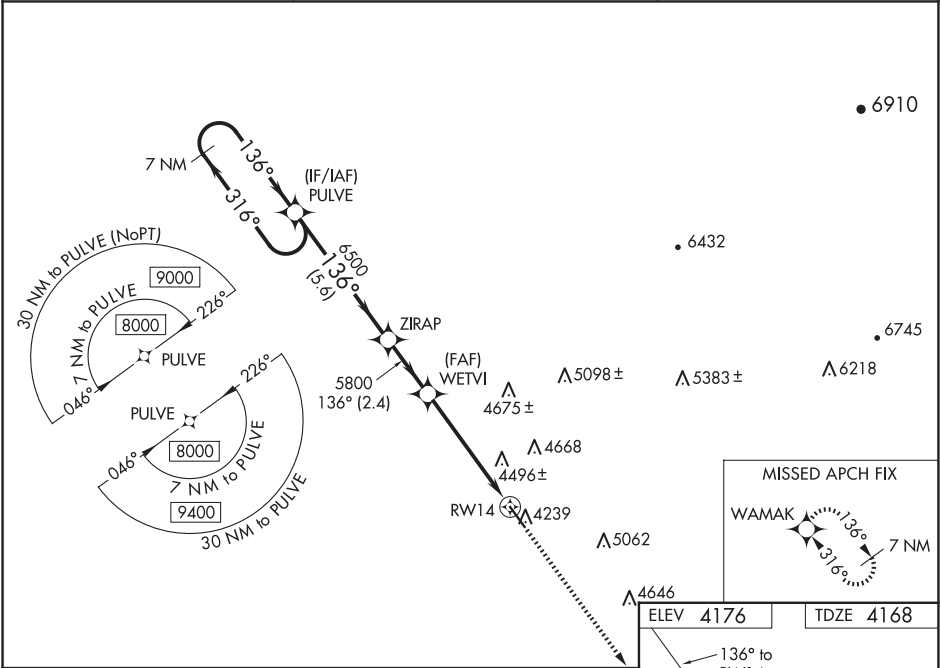 6910
7 NM
136°
316°
(IF/IAF)
PULVE
6500
136°
(5.6)
6432
30 NM to PULVE (NoPT)
9000
7 NM to PULVE
8000
226°
046°
PULVE
ZIRAP
6745
(FAF)
WETVI
5800
136° (2.4)
4675 ±
5098 ±
5383 ±
6218
PULVE
226°
046°
8000
7 NM to PULVE
9400
30 NM to PULVE
4668
4496 ±
RW14
4239
5062
4646
MISSED APCH FIX
WAMAK
136°
316°
7 NM
ELEV 4176
TDZE 4168
136° to